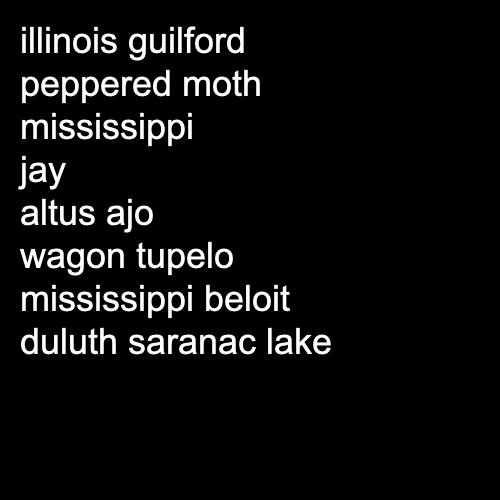 illinois guilford
peppered moth
mississippi
jay
altus ajo
wagon tupelo
mississippi beloit
duluth saranac lake